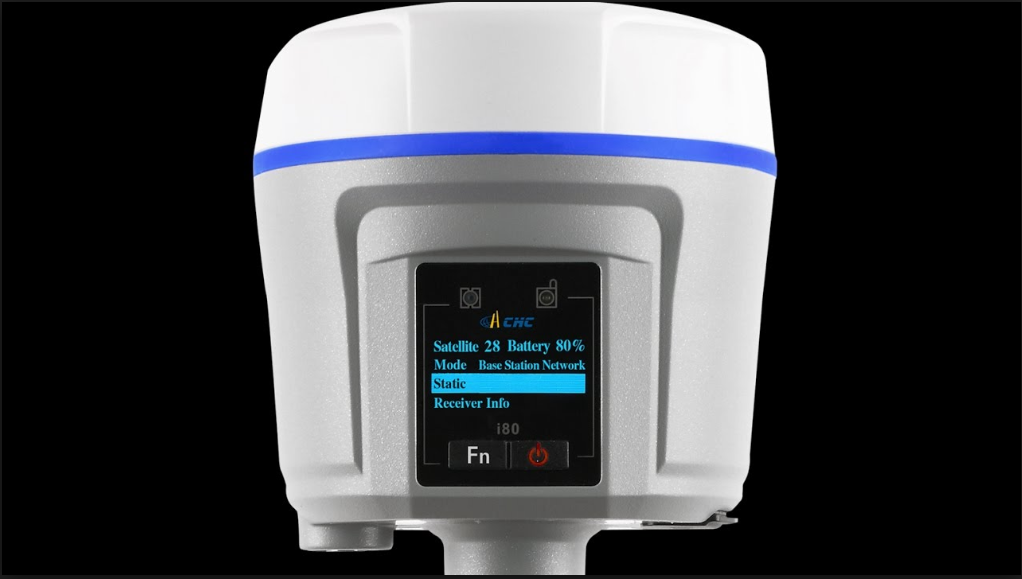 CHC
Satellite 28 Battery 80%
Mode Base Station Network
Static
Receiver Info
i80
Fn